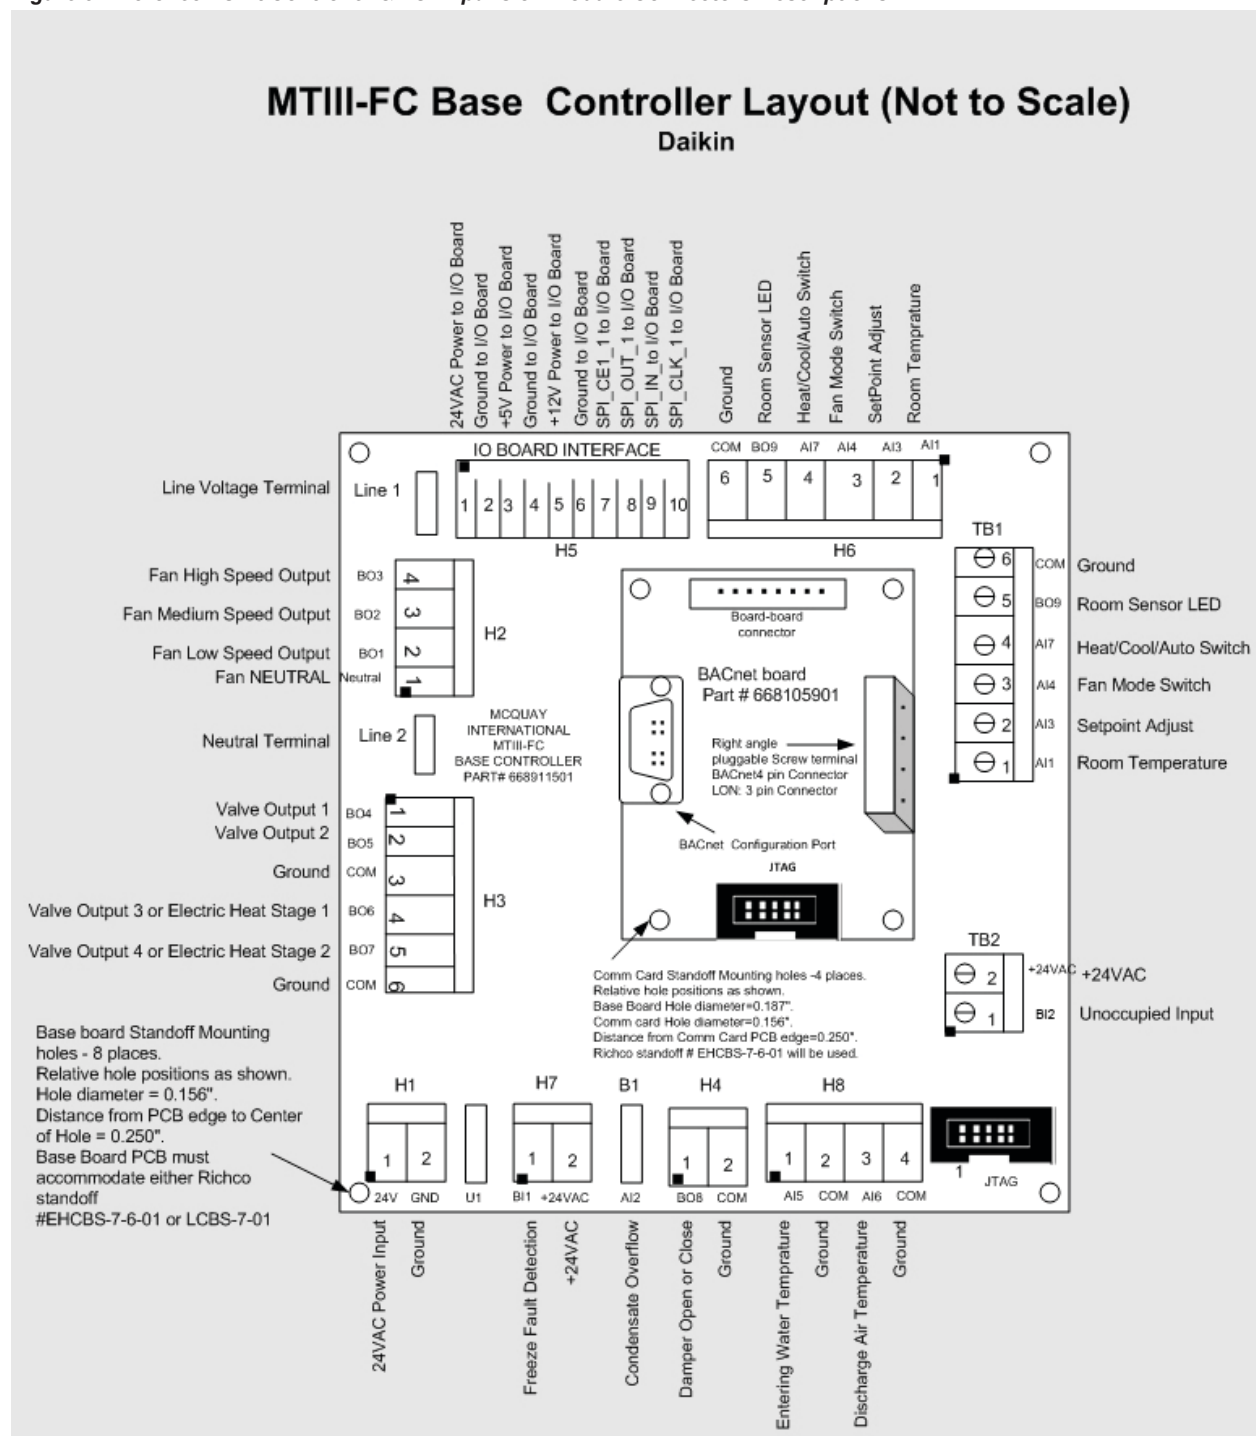 MTIII-FC Base Controller Layout (Not to Scale)
Daikin
24VAC Power to I/O Board
Ground to I/O Board
+5V Power to I/O Board
Ground to I/O Board
+12V Power to I/O Board
Ground to I/O Board
SPI_CE1_1 to I/O Board
SPI_OUT_1 to I/O Board
SPI_IN_to I/O Board
SPI_CLK_1 to I/O Board
Ground
Room Sensor LED
Heat/Cool/Auto Switch
Fan Mode Switch
SetPoint Adjust
Room Temprature
IO BOARD INTERFACE
1 2 3 4 5 6 7 8 9 10
H5
COM BO9 AI7 AI4 AI3 AI1
6 5 4 3 2 1
H6
Line Voltage Terminal
Line 1
Fan High Speed Output BO3 4
Fan Medium Speed Output BO2 3
Fan Low Speed Output BO1 2
Fan NEUTRAL Neutral 1
H2
Neutral Terminal
Line 2
MCQUAY
INTERNATIONAL
MTIII-FC
BASE CONTROLLER
PART# 668911501
Valve Output 1 BO4 1
Valve Output 2 BO5 2
Ground COM 3
Valve Output 3 or Electric Heat Stage 1 BO6 4
Valve Output 4 or Electric Heat Stage 2 BO7 5
Ground COM 6
H3
Board-board
connector
BACnet board
Part # 668105901
Right angle
pluggable Screw terminal
BACnet4 pin Connector
LON: 3 pin Connector
BACnet Configuration Port
JTAG
TB1
6 COM Ground
5 BO9 Room Sensor LED
4 AI7 Heat/Cool/Auto Switch
3 AI4 Fan Mode Switch
2 AI3 Setpoint Adjust
1 AI1 Room Temperature
TB2
2 +24VAC +24VAC
1 BI2 Unoccupied Input
Comm Card Standoff Mounting holes -4 places.
Relative hole positions as shown.
Base Board Hole diameter=0.187".
Comm card Hole diameter=0.156".
Distance from Comm Card PCB edge=0.250".
Richco standoff # EHCBS-7-6-01 will be used.
Base board Standoff Mounting
holes - 8 places.
Relative hole positions as shown.
Hole diameter = 0.156".
Distance from PCB edge to Center
of Hole = 0.250".
Base Board PCB must
accommodate either Richco
standoff
#EHCBS-7-6-01 or LCBS-7-01
H1
1 2
24V GND
U1
H7
1 2
BI1 +24VAC
B1
AI2
H4
1 2
BO8 COM
H8
1 2 3 4
AI5 COM AI6 COM
1 JTAG
24VAC Power Input
Ground
Freeze Fault Detection
+24VAC
Condensate Overflow
Damper Open or Close
Ground
Entering Water Temprature
Ground
Discharge Air Temperature
Ground